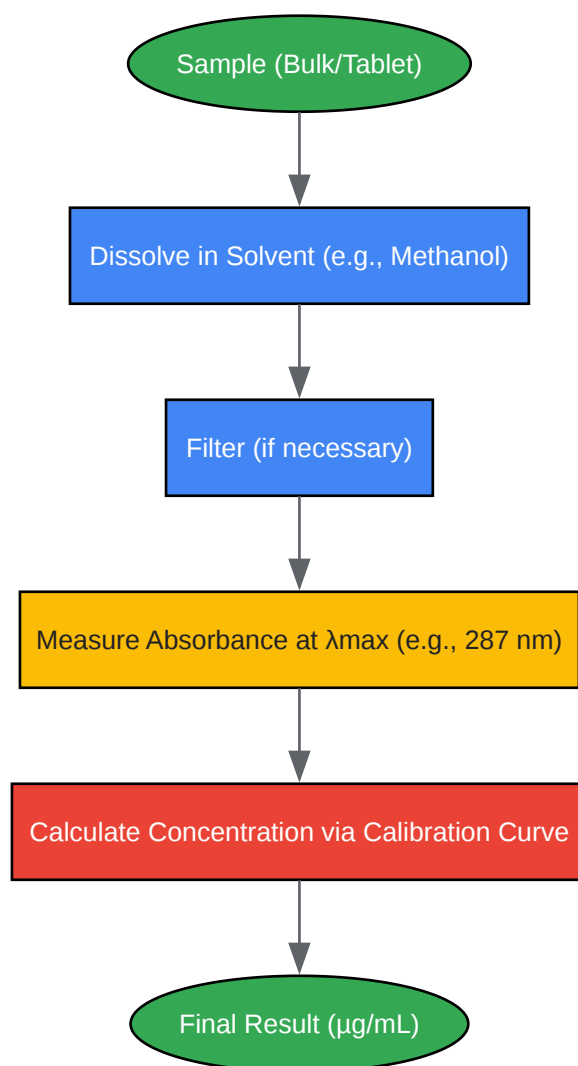 Sample (Bulk/Tablet)
Dissolve in Solvent (e.g., Methanol)
Filter (if necessary)
Measure Absorbance at λmax (e.g., 287 nm)
Calculate Concentration via Calibration Curve
Final Result (µg/mL)